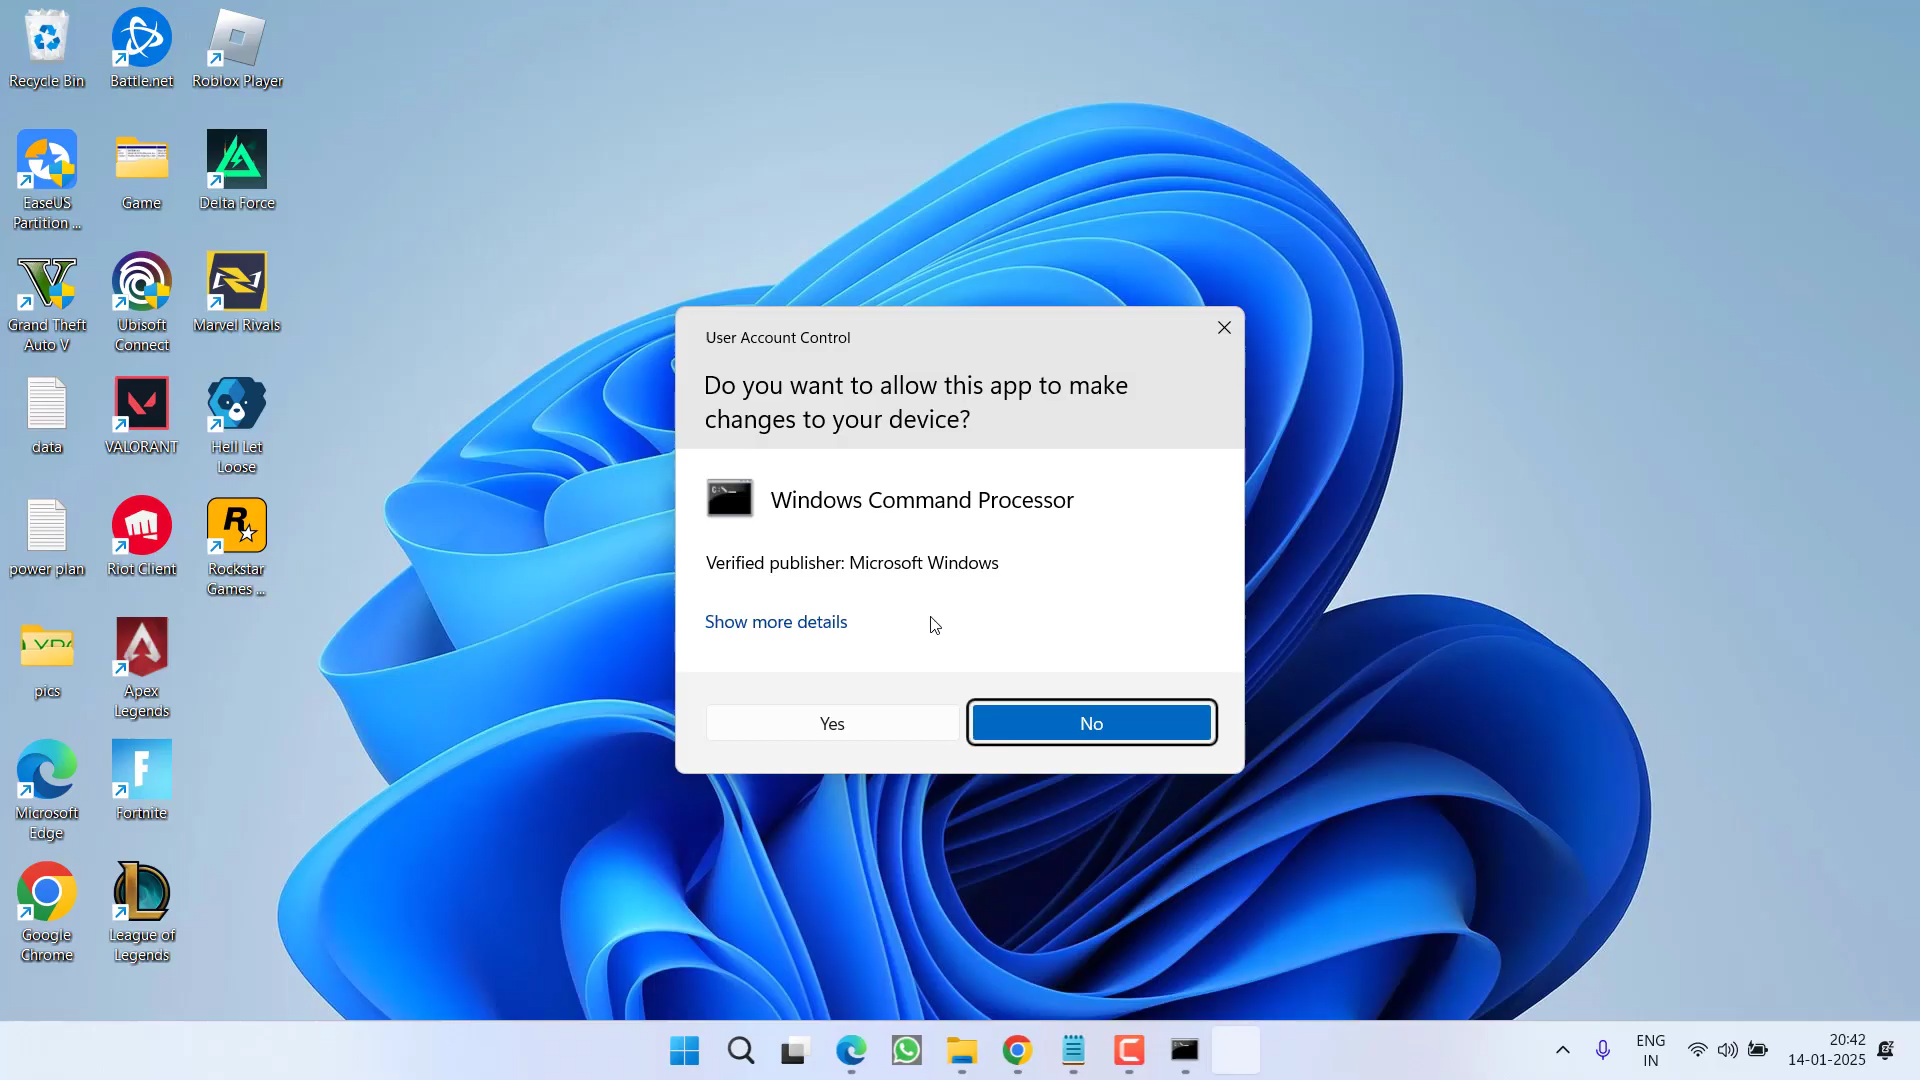 Recycle Bin
Battle.net
Roblox Player
EaseUS
Partition ...
Game
Delta Force
Grand Theft
Auto V
Ubisoft
Connect
Marvel Rivals
data
VALORANT
Hell Let
Loose
power plan
Riot Client
Rockstar
Games ...
pics
Apex
Legends
Microsoft
Edge
Fortnite
Google
Chrome
League of
Legends
User Account Control
Do you want to allow this app to make
changes to your device?
C:\_
Windows Command Processor
Verified publisher: Microsoft Windows
Show more details
Yes
No
ENG
IN
20:42
14-01-2025